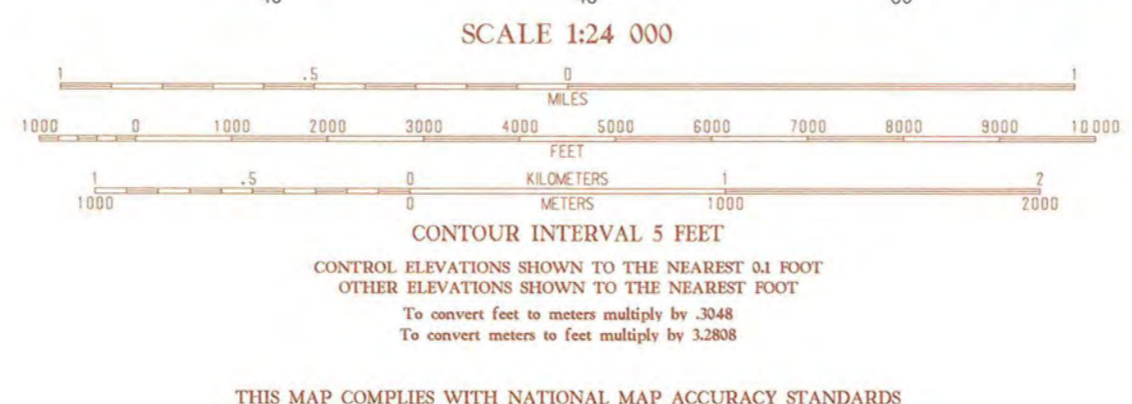 SCALE 1:24 000
1 .5 0 1
MILES
1000 0 1000 2000 3000 4000 5000 6000 7000 8000 9000 10 000
FEET
1 .5 0 KILOMETERS 1 2
1000 0 METERS 1000 2000
CONTOUR INTERVAL 5 FEET
CONTROL ELEVATIONS SHOWN TO THE NEAREST 0.1 FOOT
OTHER ELEVATIONS SHOWN TO THE NEAREST FOOT
To convert feet to meters multiply by .3048
To convert meters to feet multiply by 3.2808
THIS MAP COMPLIES WITH NATIONAL MAP ACCURACY STANDARDS